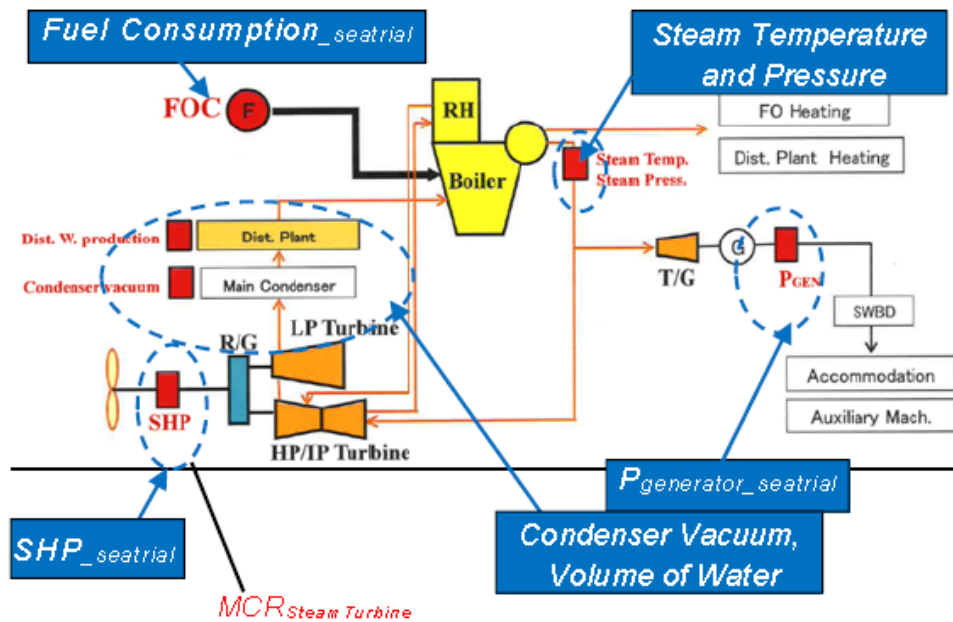 Fuel Consumption_seatrial
Steam Temperature
and Pressure
FOC
F
RH
FO Heating
Dist. Plant Heating
Steam Temp.
Steam Press.
Boiler
Dist. W. production
Dist. Plant
Condenser vacuum
Main Condenser
G
T/G
PGEN
SWBD
R/G
LP Turbine
Accommodation
Auxiliary Mach.
SHP
HP/IP Turbine
Pgenerator_seatrial
SHP_seatrial
Condenser Vacuum,
Volume of Water
MCRSteam Turbine